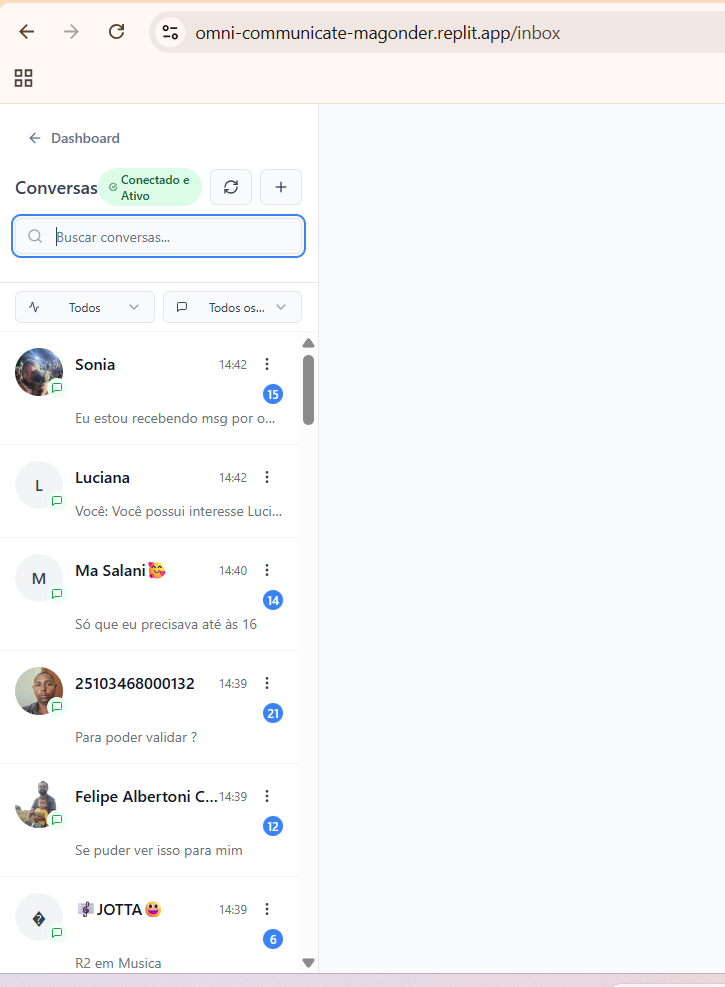 omni-communicate-magonder.replit.app/inbox
Dashboard
Conversas
Conectado e
Ativo
Buscar conversas...
Todos
Todos os...
Sonia 14:42
15
Eu estou recebendo msg por o...
L
Luciana 14:42
Você: Você possui interesse Luci...
M
Ma Salani🥰 14:40
14
Só que eu precisava até às 16
25103468000132 14:39
21
Para poder validar ?
Felipe Albertoni C... 14:39
12
Se puder ver isso para mim
�
🎼JOTTA😃 14:39
6
R2 em Musica